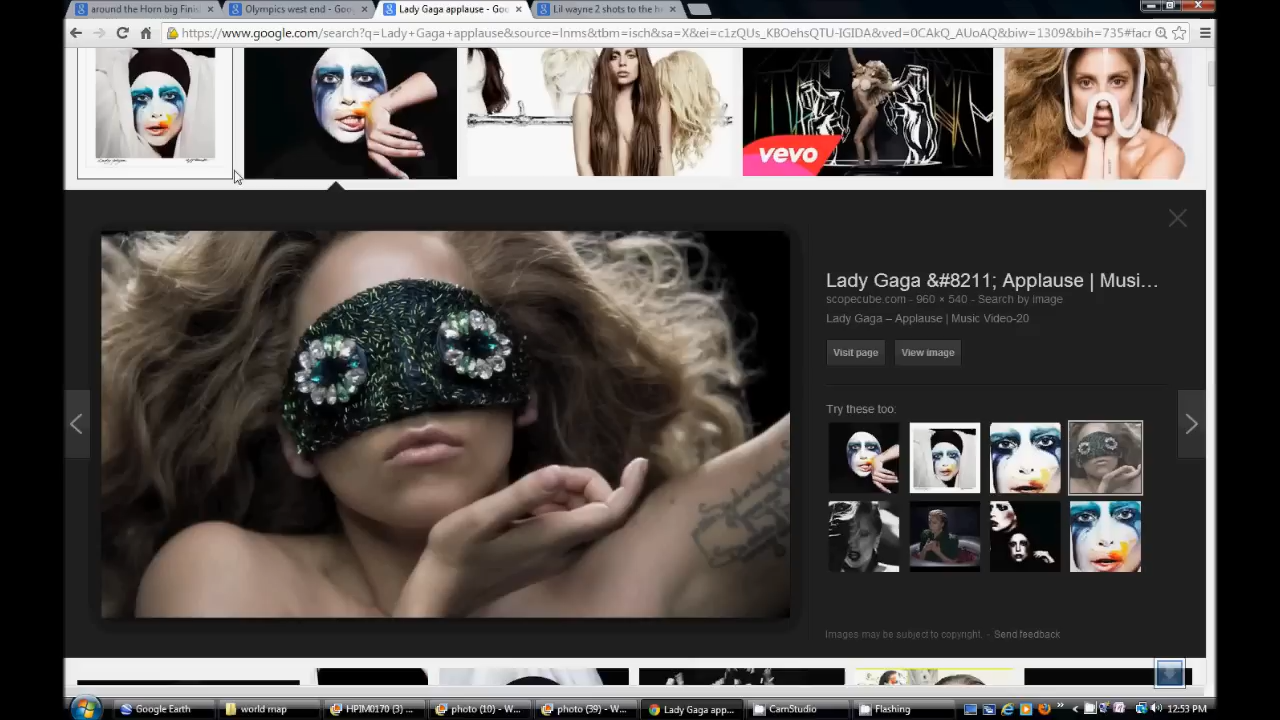 around the Horn big Finis
Olympics west end - Goo
Lady Gaga applause - Goo
Lil wayne 2 shots to the he
https://www.google.com/search?q=Lady+Gaga+applause&source=lnms&tbm=isch&sa=X&ei=c1zQUs_KBOehsQTU-IGIDA&ved=0CAkQ_AUoAQ&biw=1309&bih=735#facr
vevo
Lady Gaga &#8211; Applause | Musi…
scopecube.com - 960 × 540 - Search by image
Lady Gaga – Applause | Music Video-20
Visit page
View image
Try these too:
Images may be subject to copyright. - Send feedback
Google Earth
world map
HPIM0170 (3) ...
photo (10) - W...
photo (39) - W...
Lady Gaga app...
CamStudio
Flashing
12:53 PM